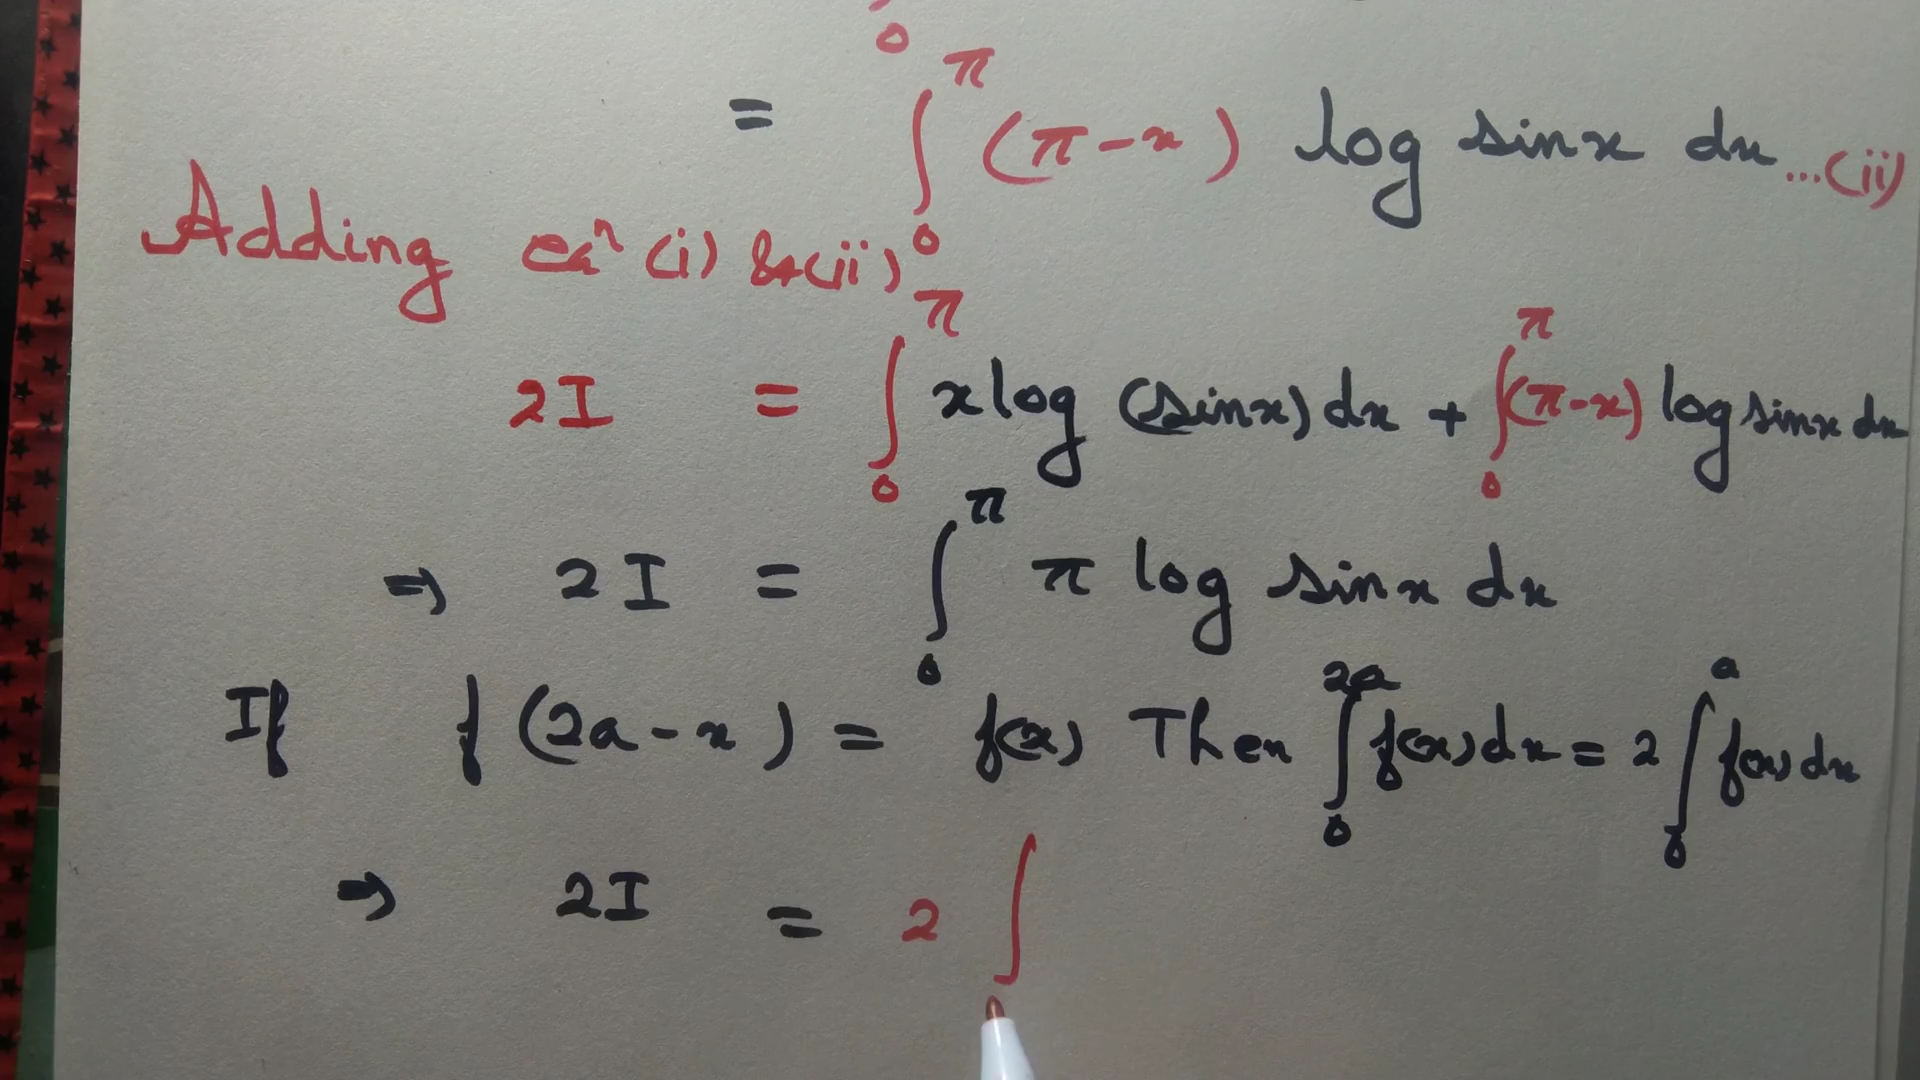 = ∫₀^π (π-x) log sinx dx ...(ii)
Adding eqⁿ (i) & (ii)
2I = ∫₀^π x log (sinx) dx + ∫₀^π (π-x) log sinx dx
⇒ 2I = ∫₀^π π log sinx dx
If f(2a-x) = f(x) Then ∫₀^2a f(x)dx = 2 ∫₀^a f(x)dx
⇒ 2I = 2 ∫